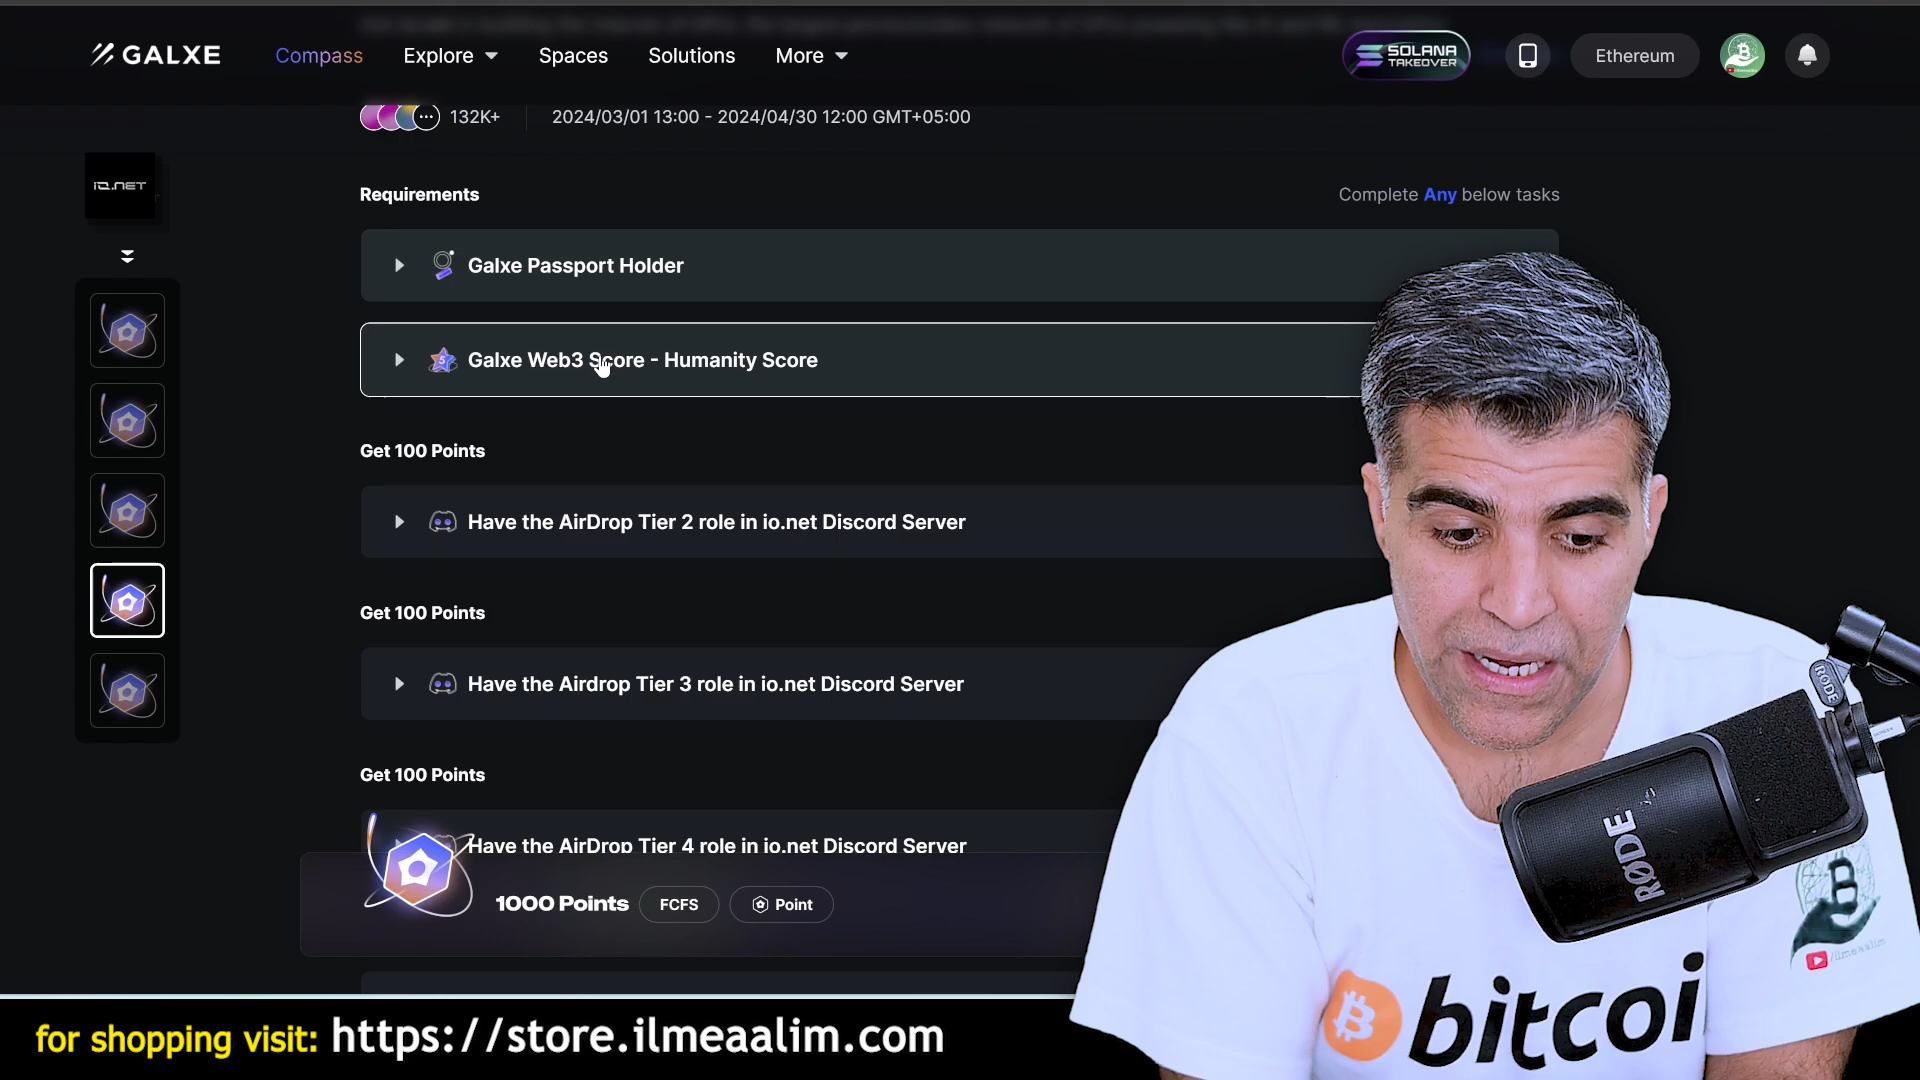 GALXE
Compass
Explore
Spaces
Solutions
More
SOLANA
TAKEOVER
Ethereum
132K+
2024/03/01 13:00 - 2024/04/30 12:00 GMT+05:00
io.net
Requirements
Complete Any below tasks
Galxe Passport Holder
Galxe Web3 Score - Humanity Score
Get 100 Points
Have the AirDrop Tier 2 role in io.net Discord Server
Get 100 Points
Have the Airdrop Tier 3 role in io.net Discord Server
Get 100 Points
Have the AirDrop Tier 4 role in io.net Discord Server
1000 Points
FCFS
Point
RØDE
RØDE
/ilmeaalim
bitcoi
for shopping visit: https://store.ilmeaalim.com